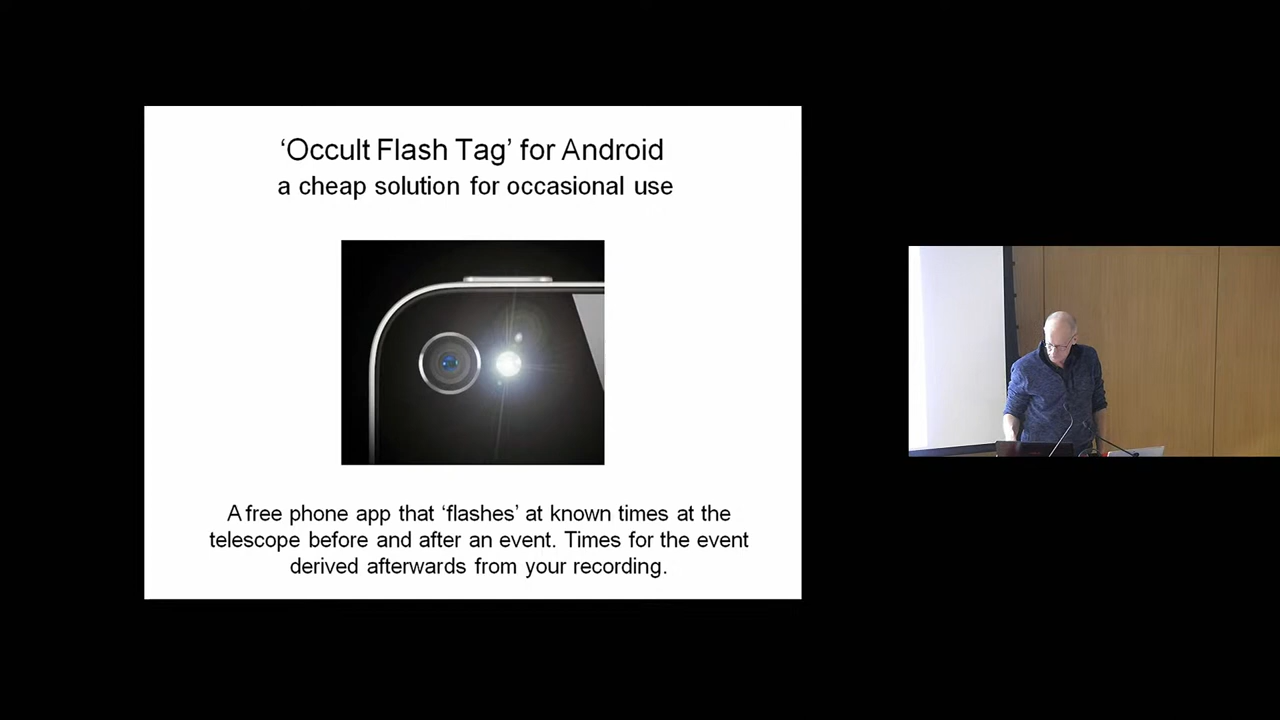 ‘Occult Flash Tag’ for Android
a cheap solution for occasional use
A free phone app that ‘flashes’ at known times at the
telescope before and after an event. Times for the event
derived afterwards from your recording.